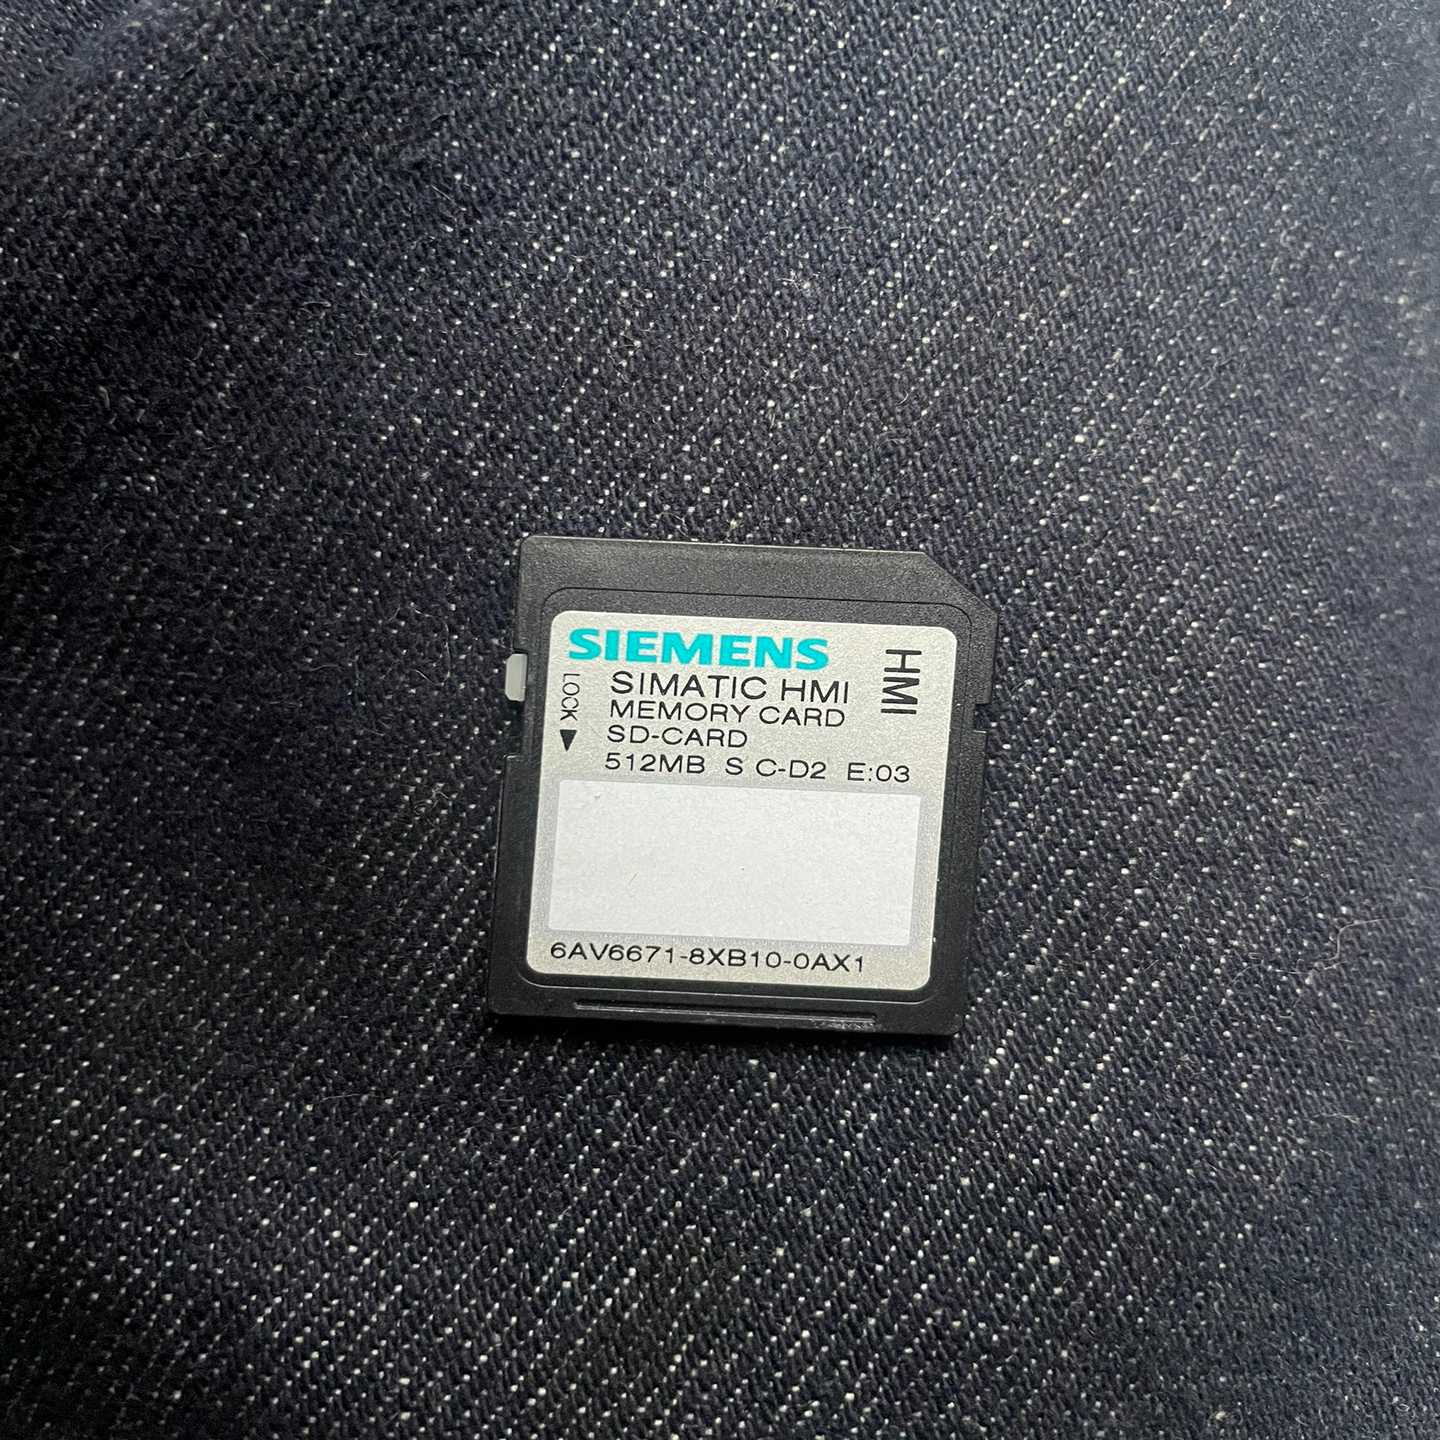 SIEMENS
SIMATIC HMI
MEMORY CARD
SD-CARD
512MB S C-D2 E:03
LOCK
HMI
6AV6671-8XB10-0AX1